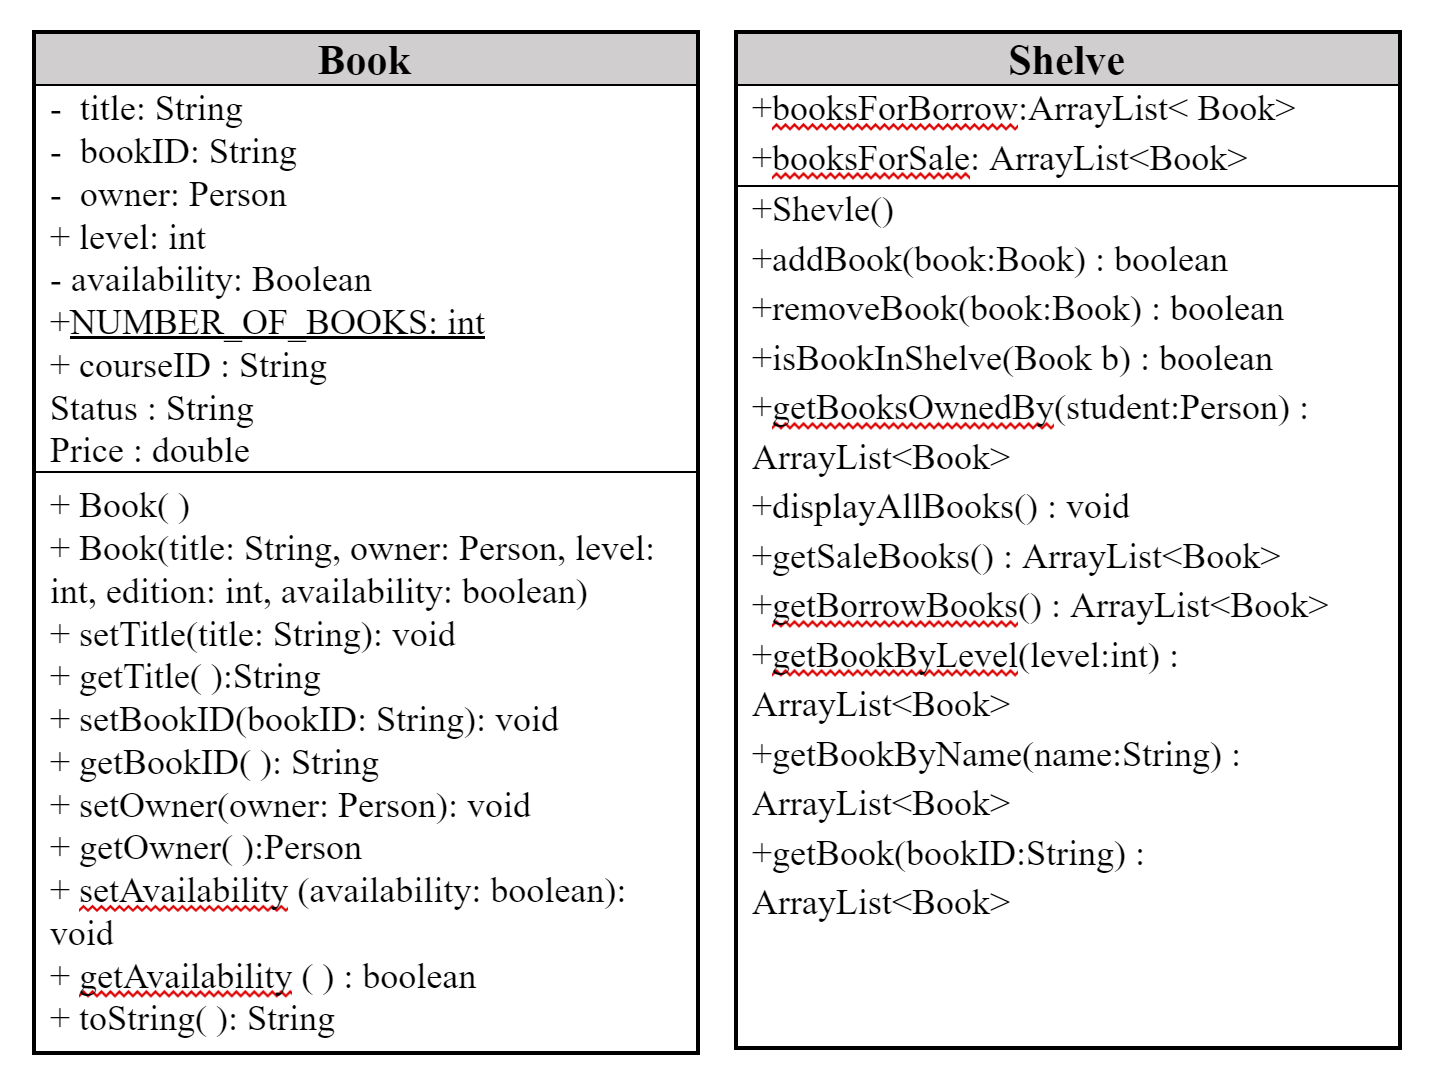 Book
- title: String
- bookID: String
- owner: Person
+ level: int
- availability: Boolean
+NUMBER_OF_BOOKS: int
+ courseID : String
Status : String
Price : double
+ Book( )
+ Book(title: String, owner: Person, level:
int, edition: int, availability: boolean)
+ setTitle(title: String): void
+ getTitle( ):String
+ setBookID(bookID: String): void
+ getBookID( ): String
+ setOwner(owner: Person): void
+ getOwner( ):Person
+ setAvailability (availability: boolean):
void
+ getAvailability ( ) : boolean
+ toString( ): String
Shelve
+booksForBorrow:ArrayList< Book>
+booksForSale: ArrayList<Book>
+Shevle()
+addBook(book:Book) : boolean
+removeBook(book:Book) : boolean
+isBookInShelve(Book b) : boolean
+getBooksOwnedBy(student:Person) :
ArrayList<Book>
+displayAllBooks() : void
+getSaleBooks() : ArrayList<Book>
+getBorrowBooks() : ArrayList<Book>
+getBookByLevel(level:int) :
ArrayList<Book>
+getBookByName(name:String) :
ArrayList<Book>
+getBook(bookID:String) :
ArrayList<Book>